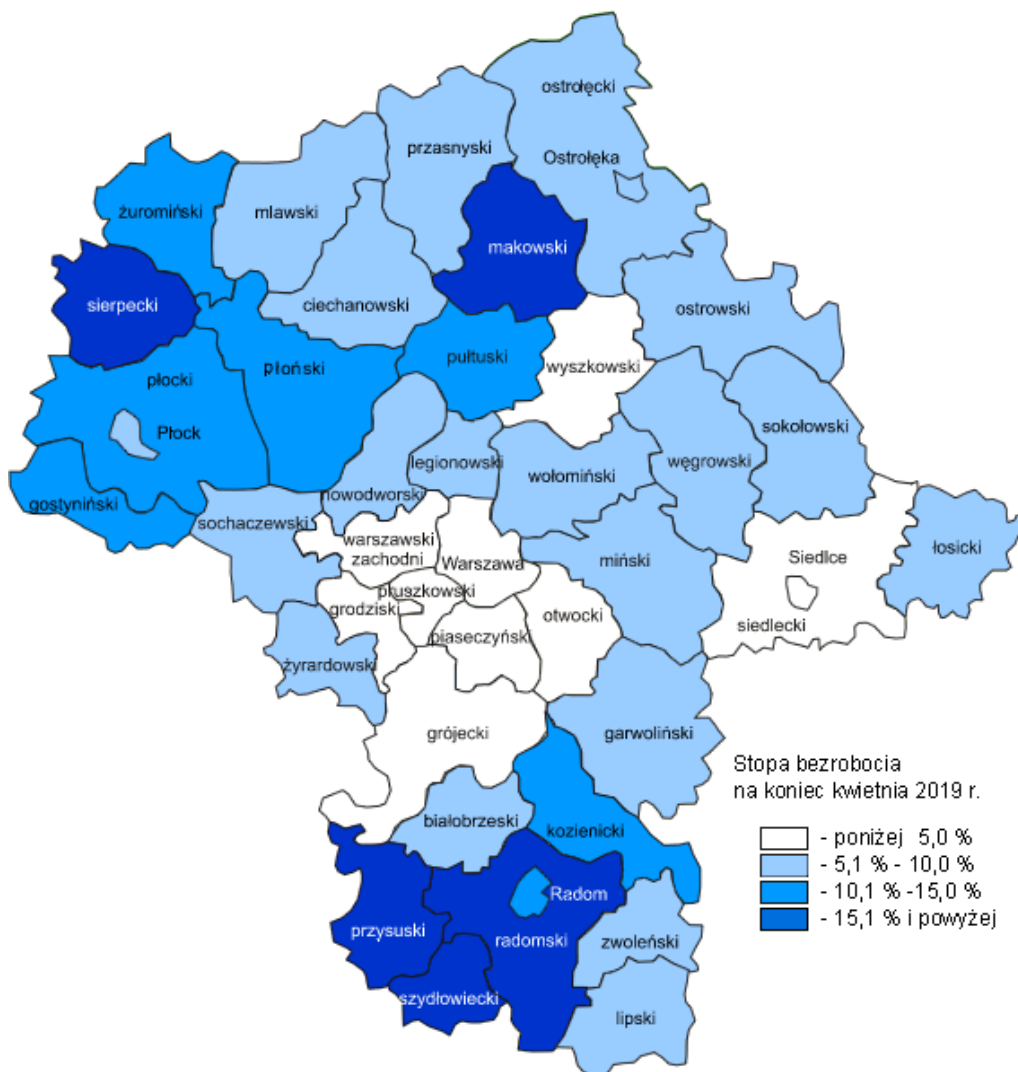 ostrołęcki
przasnyski
Ostrołęka
żuromiński
mlawski
makowski
sierpecki
ciechanowski
ostrowski
płocki
płoński
pułtuski
wyszkowski
Płock
sokołowski
legionowski
wołomiński
węgrowski
gostyniński
nowodworski
sochaczewski
warszawski
zachodni
Warszawa
miński
Siedlce
łosicki
pruszkowski
grodziski
otwocki
siedlecki
piaseczyński
żyrardowski
grójecki
garwoliński
Stopa bezrobocia
na koniec kwietnia 2019 r.
białobrzeski
kozienicki
- poniżej 5,0 %
- 5,1 % - 10,0 %
- 10,1 % -15,0 %
- 15,1 % i powyżej
Radom
przysuski
radomski
zwoleński
szydłowiecki
lipski